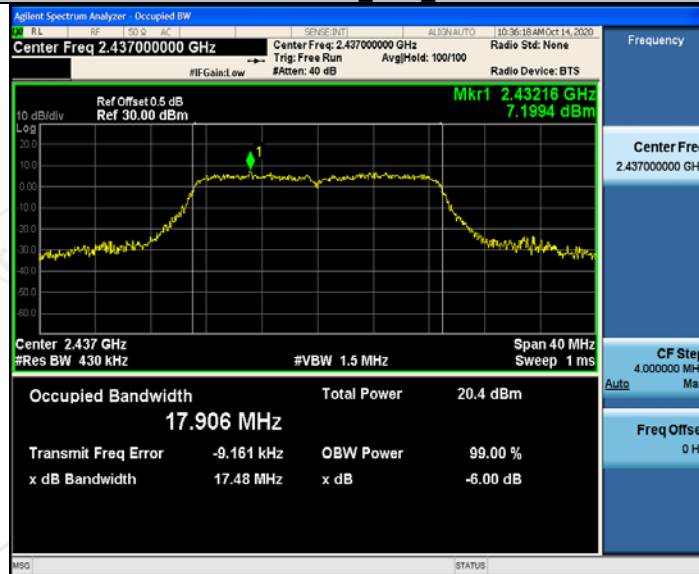 Agilent Spectrum Analyzer - Occupied BW
RL RF 50 Ω AC SENSE:INT ALIGNAUTO 10:36:18 AM Oct 14, 2020
Center Freq 2.437000000 GHz Center Freq: 2.437000000 GHz Radio Std: None
Trig: Free Run Avg|Hold: 100/100
#IFGain:Low #Atten: 40 dB Radio Device: BTS
Frequency
Ref Offset 0.5 dB Mkr1 2.43216 GHz
10 dB/div Ref 30.00 dBm 7.1994 dBm
Log
20.0
1
10.0
0.00
-10.0
-20.0
-30.0
-40.0
-50.0
-60.0
Center 2.437 GHz Span 40 MHz
#Res BW 430 kHz #VBW 1.5 MHz Sweep 1 ms
Occupied Bandwidth Total Power 20.4 dBm
17.906 MHz
Transmit Freq Error -9.161 kHz OBW Power 99.00 %
x dB Bandwidth 17.48 MHz x dB -6.00 dB
Center Fre
2.437000000 GH
CF Ste
4.000000 MH
Auto Ma
Freq Offse
0 H
MSG STATUS